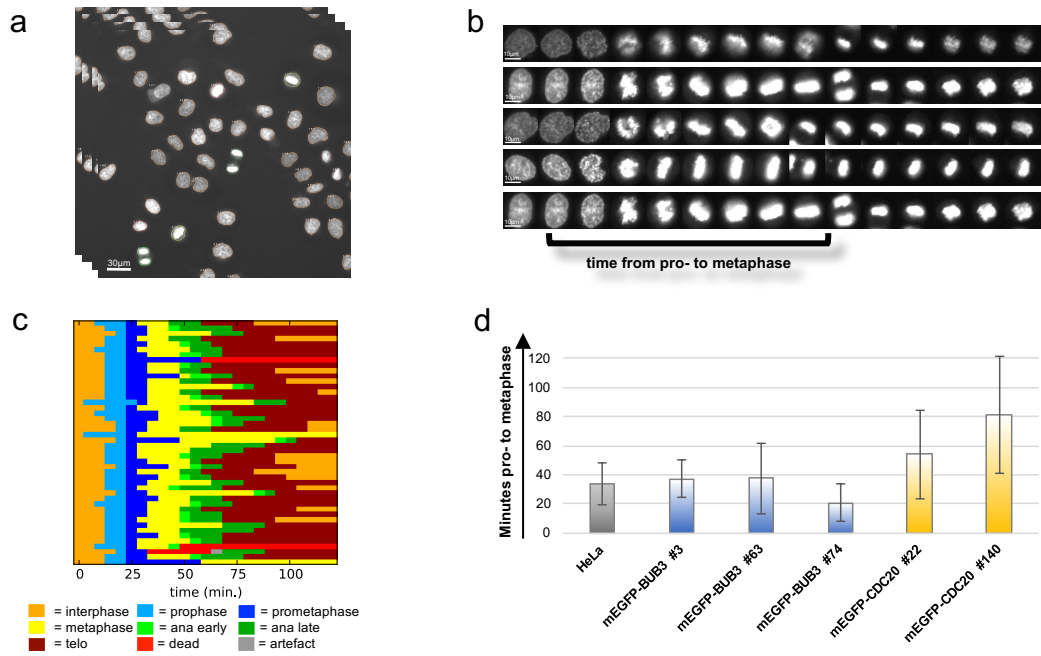 a
30µm
b
10µm
10µm
10µm
10µm
10µm
time from pro- to metaphase
c
0 25 50 75 100
time (min.)
= interphase = prophase = prometaphase
= metaphase = ana early = ana late
= telo = dead = artefact
d
Minutes pro- to metaphase
120
100
80
60
40
20
0
HeLa
mEGFP-BUB3 #3
mEGFP-BUB3 #63
mEGFP-BUB3 #74
mEGFP-CDC20 #22
mEGFP-CDC20 #140